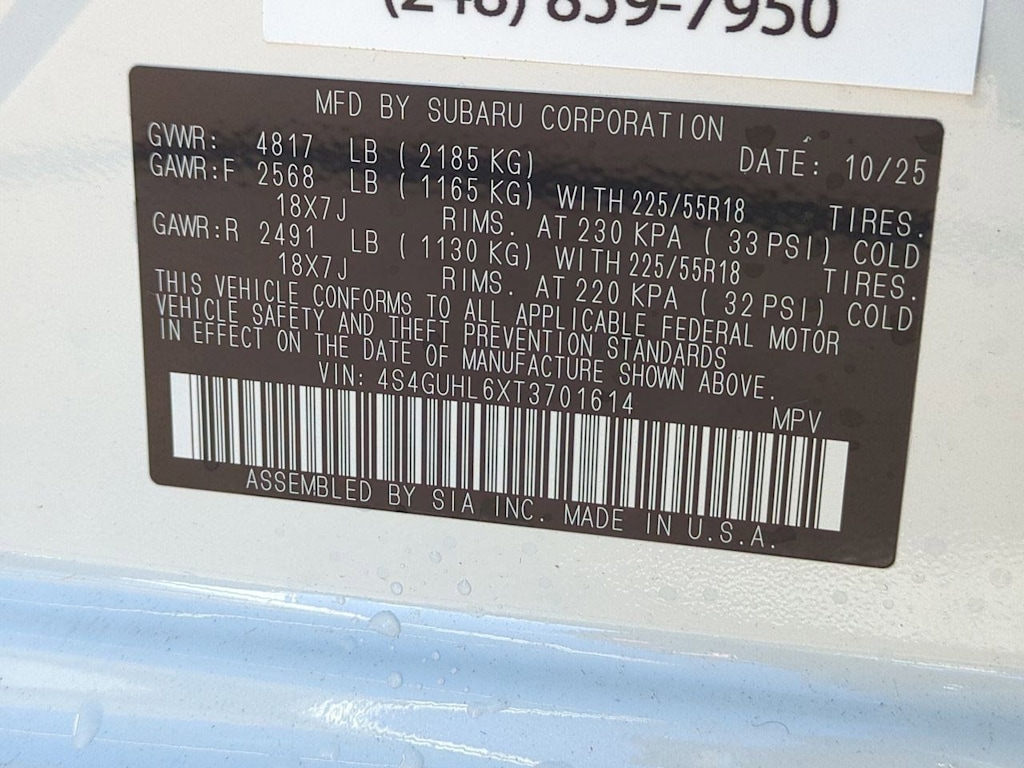 (248) 859-7950
MFD BY SUBARU CORPORATION
GVWR: 4817 LB ( 2185 KG) DATE: 10/25
GAWR:F 2568 LB ( 1165 KG) WITH 225/55R18 TIRES.
18X7J RIMS. AT 230 KPA ( 33 PSI) COLD
GAWR:R 2491 LB ( 1130 KG) WITH 225/55R18 TIRES.
18X7J RIMS. AT 220 KPA ( 32 PSI) COLD
THIS VEHICLE CONFORMS TO ALL APPLICABLE FEDERAL MOTOR
VEHICLE SAFETY AND THEFT PREVENTION STANDARDS
IN EFFECT ON THE DATE OF MANUFACTURE SHOWN ABOVE.
VIN: 4S4GUHL6XT3701614 MPV
ASSEMBLED BY SIA INC. MADE IN U.S.A.